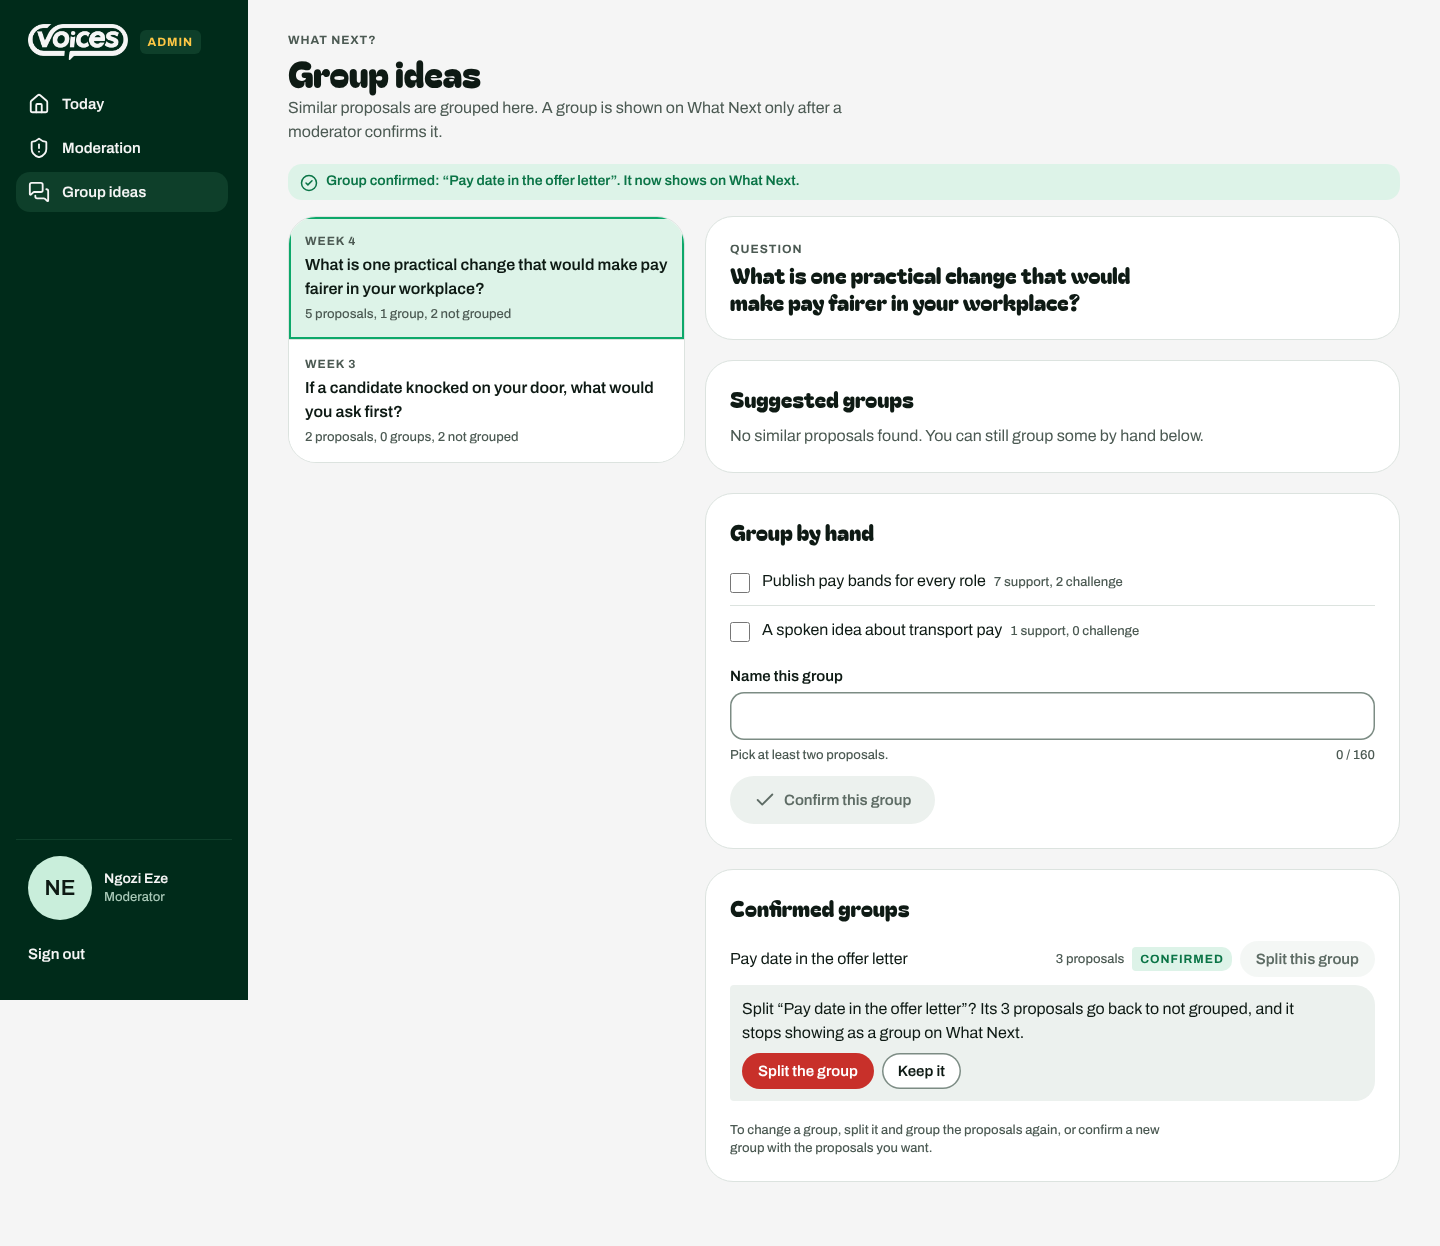 Voices
ADMIN
Today
Moderation
Group ideas
NE
Ngozi Eze
Moderator
Sign out
WHAT NEXT?
Group ideas
Similar proposals are grouped here. A group is shown on What Next only after a
moderator confirms it.
Group confirmed: “Pay date in the offer letter”. It now shows on What Next.
WEEK 4
What is one practical change that would make pay
fairer in your workplace?
5 proposals, 1 group, 2 not grouped
WEEK 3
If a candidate knocked on your door, what would
you ask first?
2 proposals, 0 groups, 2 not grouped
QUESTION
What is one practical change that would
make pay fairer in your workplace?
Suggested groups
No similar proposals found. You can still group some by hand below.
Group by hand
Publish pay bands for every role 7 support, 2 challenge
A spoken idea about transport pay 1 support, 0 challenge
Name this group
Pick at least two proposals. 0 / 160
Confirm this group
Confirmed groups
Pay date in the offer letter 3 proposals CONFIRMED Split this group
Split “Pay date in the offer letter”? Its 3 proposals go back to not grouped, and it
stops showing as a group on What Next.
Split the group Keep it
To change a group, split it and group the proposals again, or confirm a new
group with the proposals you want.